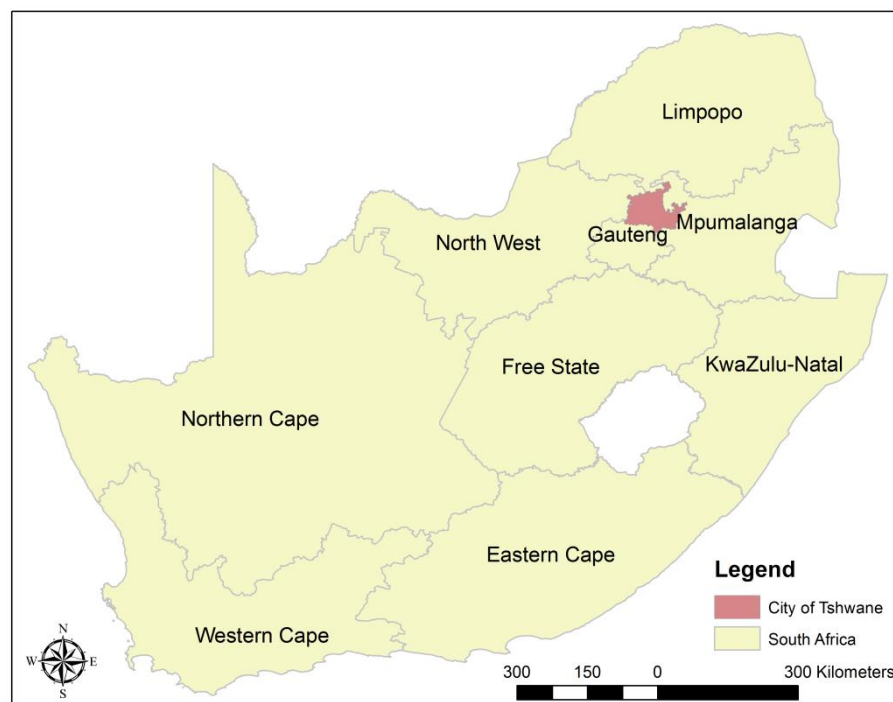 Limpopo
Mpumalanga
Gauteng
North West
Free State
KwaZulu-Natal
Northern Cape
Eastern Cape
Western Cape
Legend
City of Tshwane
South Africa
N
W E
S
300 150 0 300 Kilometers